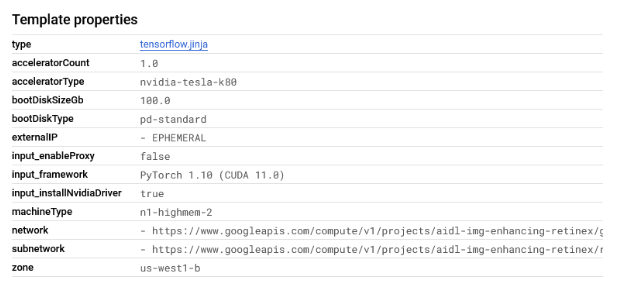 Template properties
type tensorflow.jinja
acceleratorCount 1.0
acceleratorType nvidia-tesla-k80
bootDiskSizeGb 100.0
bootDiskType pd-standard
externalIP - EPHEMERAL
input_enableProxy false
input_framework PyTorch 1.10 (CUDA 11.0)
input_installNvidiaDriver true
machineType n1-highmem-2
network - https://www.googleapis.com/compute/v1/projects/aidl-img-enhancing-retinex/g
subnetwork - https://www.googleapis.com/compute/v1/projects/aidl-img-enhancing-retinex/r
zone us-west1-b